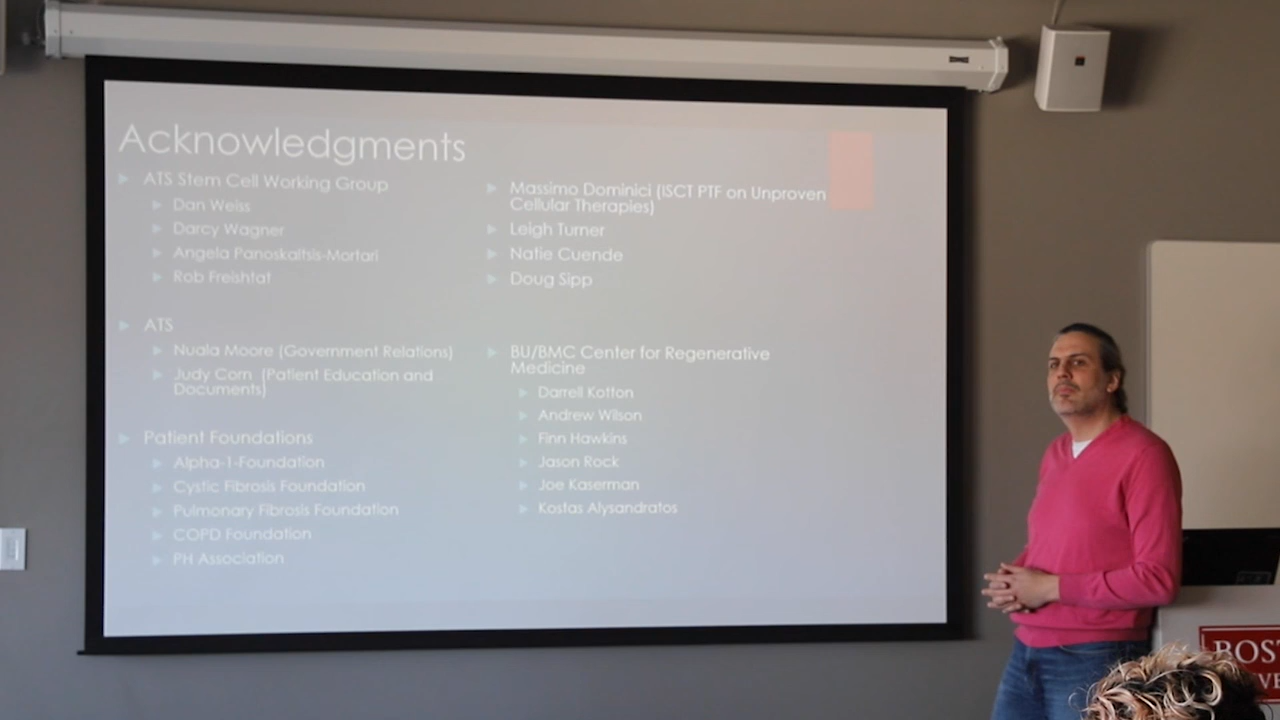 Acknowledgments
ATS Stem Cell Working Group
Dan Weiss
Darcy Wagner
Angela Panoskaltsis-Mortari
Rob Freishtat
ATS
Nuala Moore (Government Relations)
Judy Corn (Patient Education and
Documents)
Patient Foundations
Alpha-1-Foundation
Cystic Fibrosis Foundation
Pulmonary Fibrosis Foundation
COPD Foundation
PH Association
Massimo Dominici (ISCT PTF on Unproven
Cellular Therapies)
Leigh Turner
Natie Cuende
Doug Sipp
BU/BMC Center for Regenerative
Medicine
Darrell Kotton
Andrew Wilson
Finn Hawkins
Jason Rock
Joe Kaserman
Kostas Alysandratos
BOST
VE